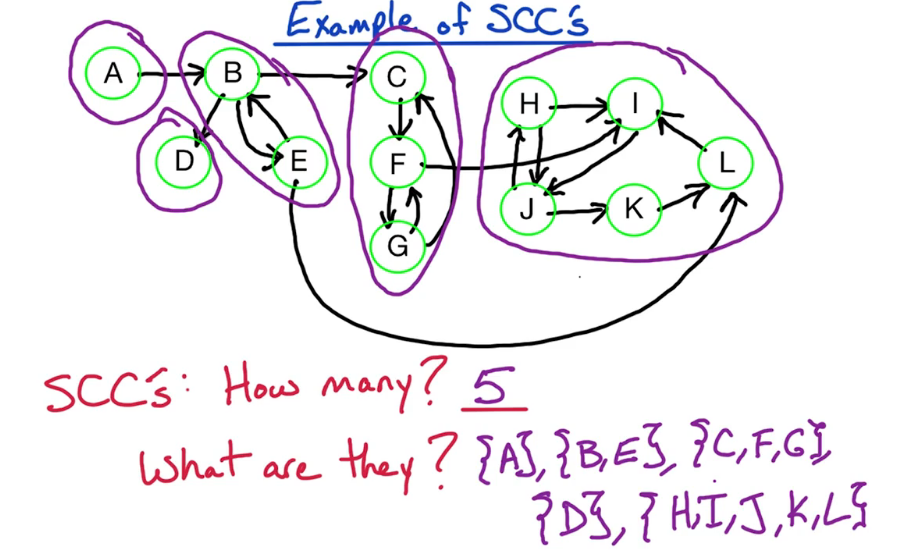 Example of SCC's
A
B
C
H
I
D
E
F
L
J
K
G
SCC's: How many? 5
What are they? {A}, {B,E}, {C,F,G},
{D}, {H,I,J,K,L}